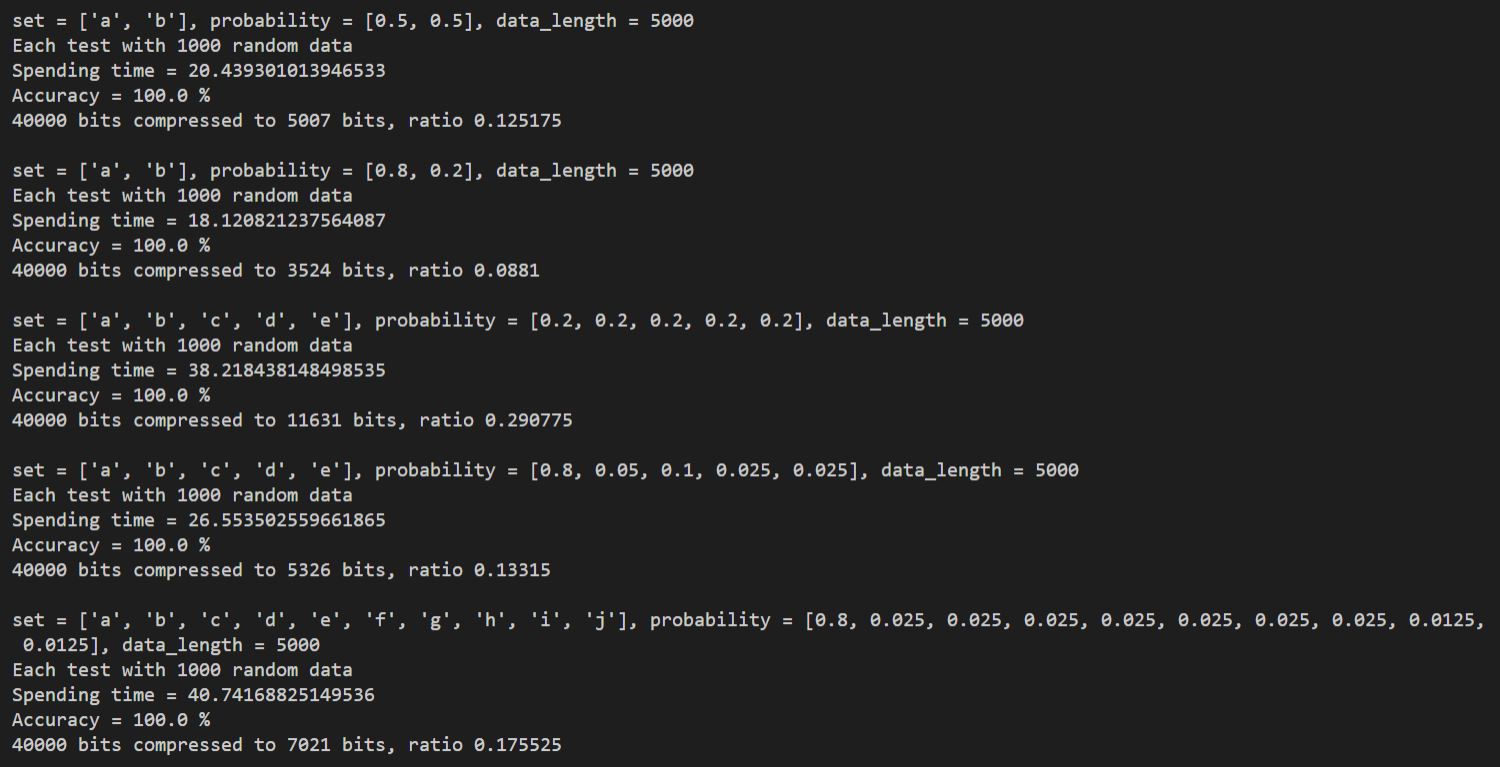 set = ['a', 'b'], probability = [0.5, 0.5], data_length = 5000
Each test with 1000 random data
Spending time = 20.439301013946533
Accuracy = 100.0 %
40000 bits compressed to 5007 bits, ratio 0.125175
set = ['a', 'b'], probability = [0.8, 0.2], data_length = 5000
Each test with 1000 random data
Spending time = 18.120821237564087
Accuracy = 100.0 %
40000 bits compressed to 3524 bits, ratio 0.0881
set = ['a', 'b', 'c', 'd', 'e'], probability = [0.2, 0.2, 0.2, 0.2, 0.2], data_length = 5000
Each test with 1000 random data
Spending time = 38.218438148498535
Accuracy = 100.0 %
40000 bits compressed to 11631 bits, ratio 0.290775
set = ['a', 'b', 'c', 'd', 'e'], probability = [0.8, 0.05, 0.1, 0.025, 0.025], data_length = 5000
Each test with 1000 random data
Spending time = 26.553502559661865
Accuracy = 100.0 %
40000 bits compressed to 5326 bits, ratio 0.13315
set = ['a', 'b', 'c', 'd', 'e', 'f', 'g', 'h', 'i', 'j'], probability = [0.8, 0.025, 0.025, 0.025, 0.025, 0.025, 0.025, 0.025, 0.0125,
0.0125], data_length = 5000
Each test with 1000 random data
Spending time = 40.74168825149536
Accuracy = 100.0 %
40000 bits compressed to 7021 bits, ratio 0.175525